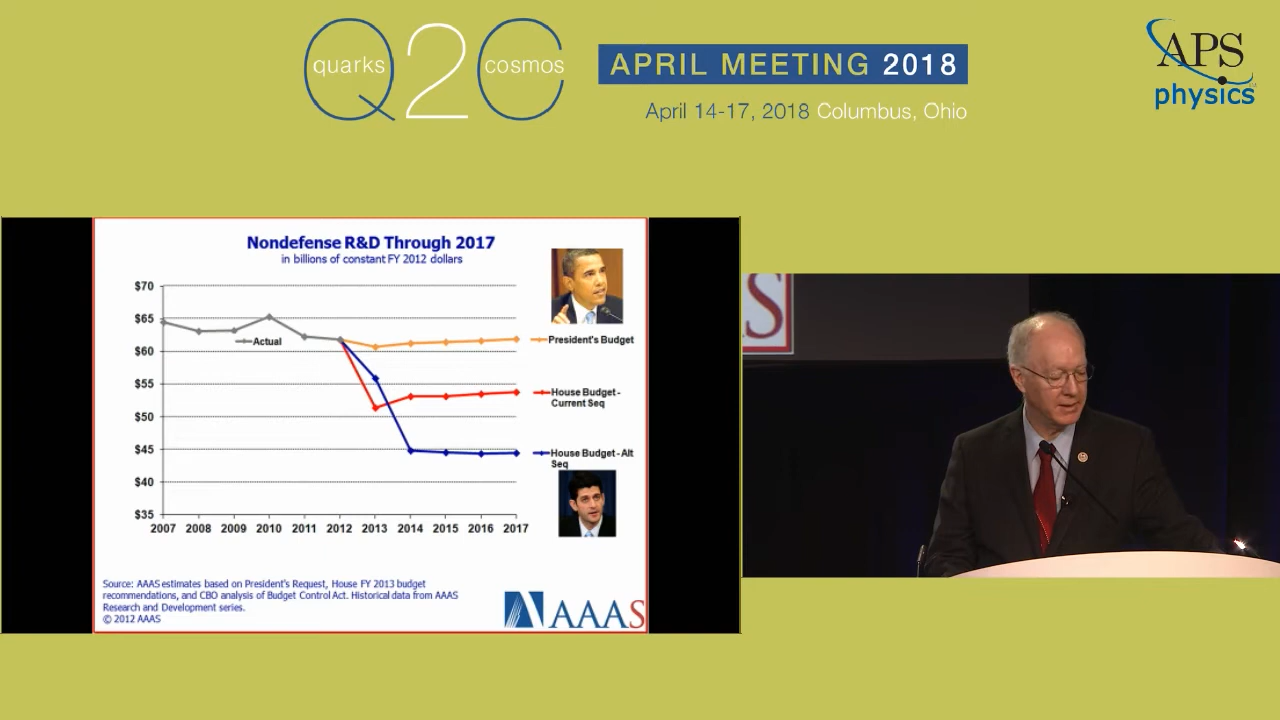 quarks
Q2C
cosmos
APRIL MEETING 2018
April 14-17, 2018 Columbus, Ohio
APS
physics
Nondefense R&D Through 2017
in billions of constant FY 2012 dollars
$70
$65
$60
$55
$50
$45
$40
$35
Actual
President's Budget
House Budget -
Current Seq
House Budget - Alt
Seq
2007 2008 2009 2010 2011 2012 2013 2014 2015 2016 2017
Source: AAAS estimates based on President's Request, House FY 2013 budget
recommendations, and CBO analysis of Budget Control Act. Historical data from AAAS
Research and Development series.
© 2012 AAAS
AAAS
S